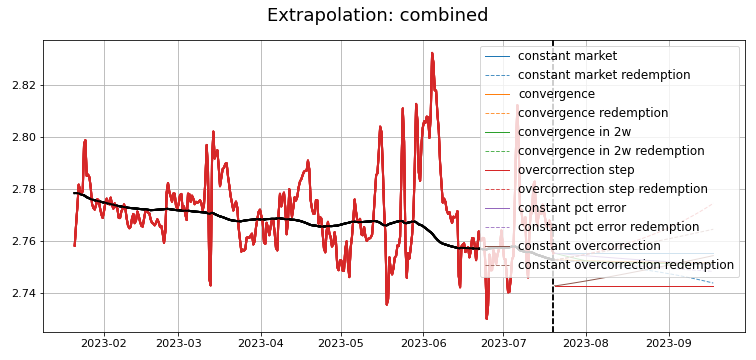 Extrapolation: combined
2.82
2.80
2.78
2.76
2.74
constant market
constant market redemption
convergence
convergence redemption
convergence in 2w
convergence in 2w redemption
overcorrection step
overcorrection step redemption
constant pct error
constant pct error redemption
constant overcorrection
constant overcorrection redemption
2023-02
2023-03
2023-04
2023-05
2023-06
2023-07
2023-08
2023-09